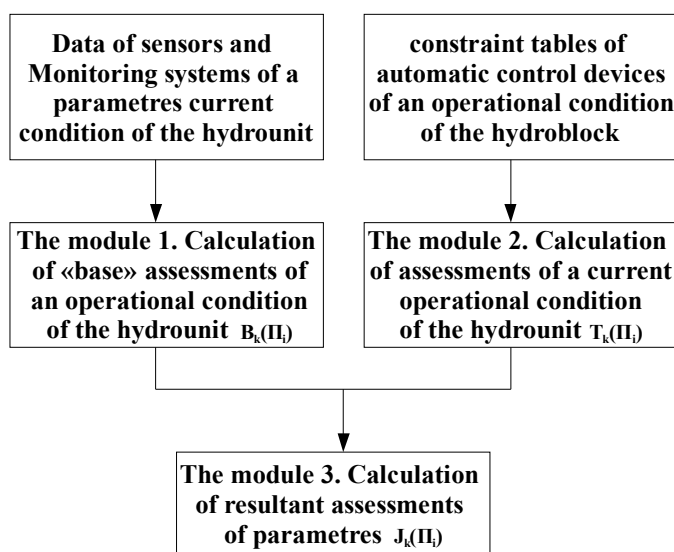 Data of sensors and
Monitoring systems of a
parametres current
condition of the hydrounit
constraint tables of
automatic control devices
of an operational condition
of the hydroblock
The module 1. Calculation
of «base» assessments of
an operational condition
of the hydrounit Bₖ(Πᵢ)
The module 2. Calculation
of assessments of a current
operational condition
of the hydrounit Tₖ(Πᵢ)
The module 3. Calculation
of resultant assessments
of parametres Jₖ(Πᵢ)